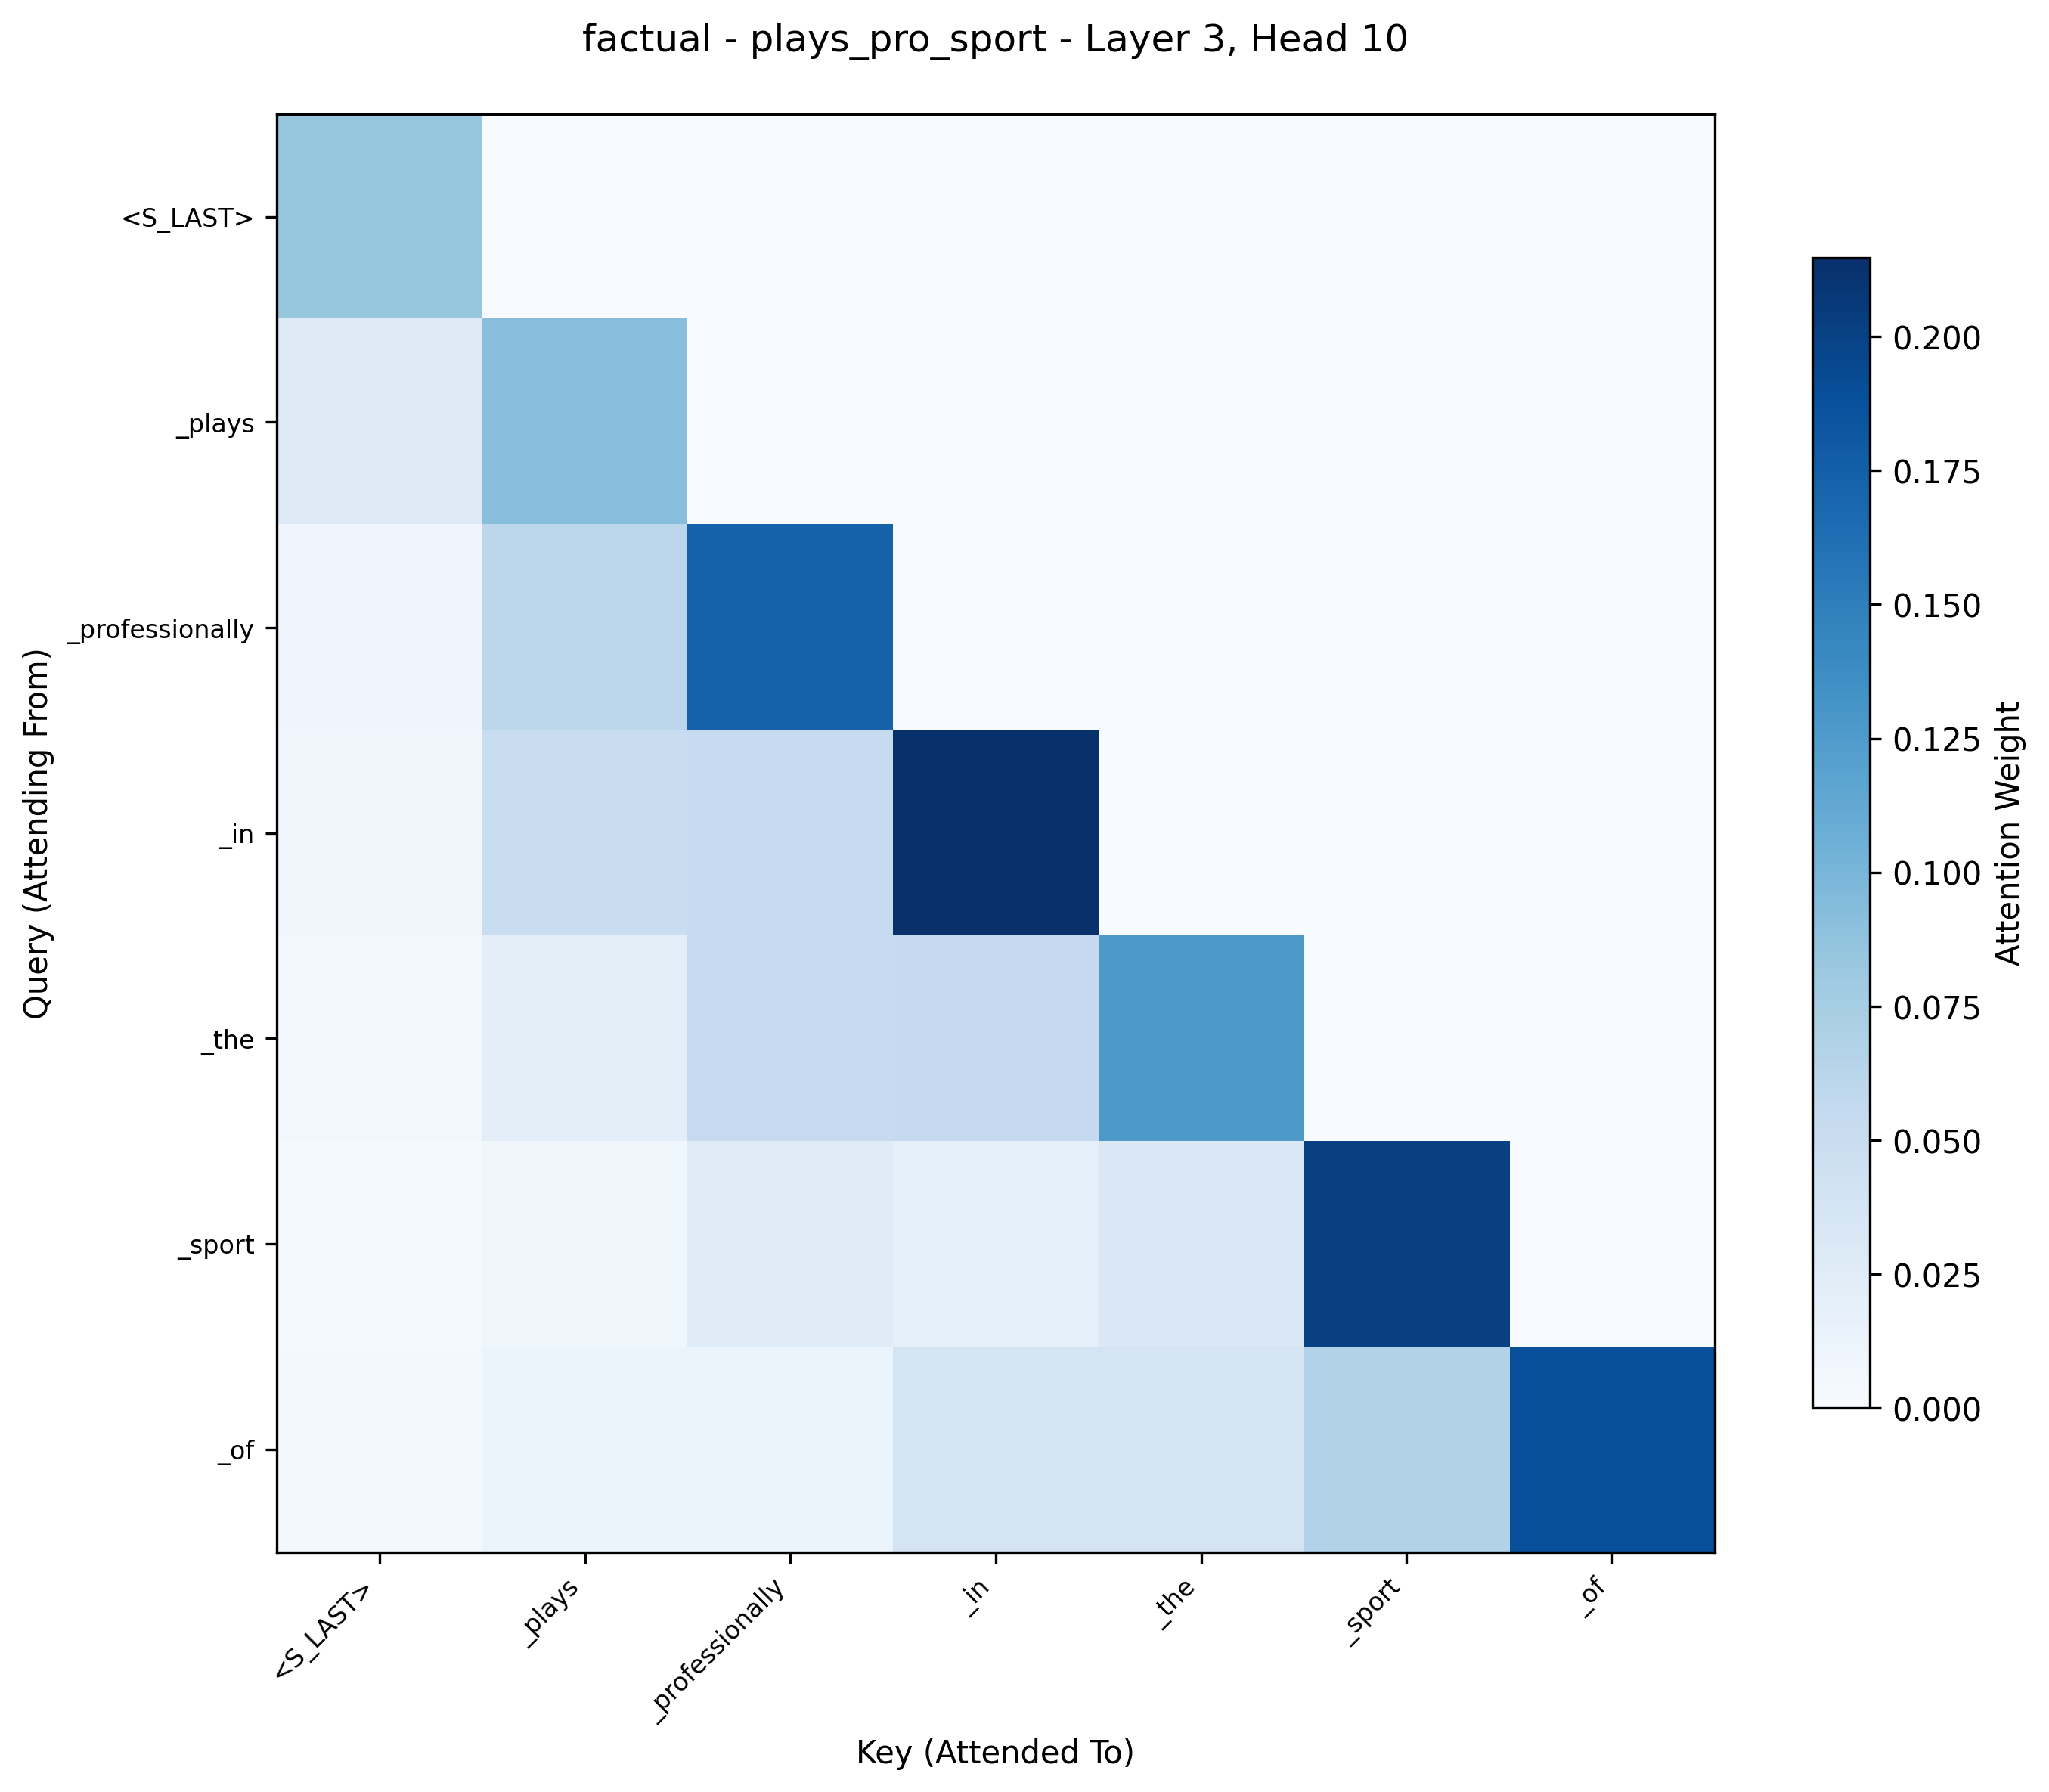 factual - plays_pro_sport - Layer 3, Head 10
Query (Attending From)
<S_LAST>
_plays
_professionally
_in
_the
_sport
_of
<S_LAST>
_plays
_professionally
_in
_the
_sport
_of
Key (Attended To)
0.200
0.175
0.150
0.125
0.100
0.075
0.050
0.025
0.000
Attention Weight